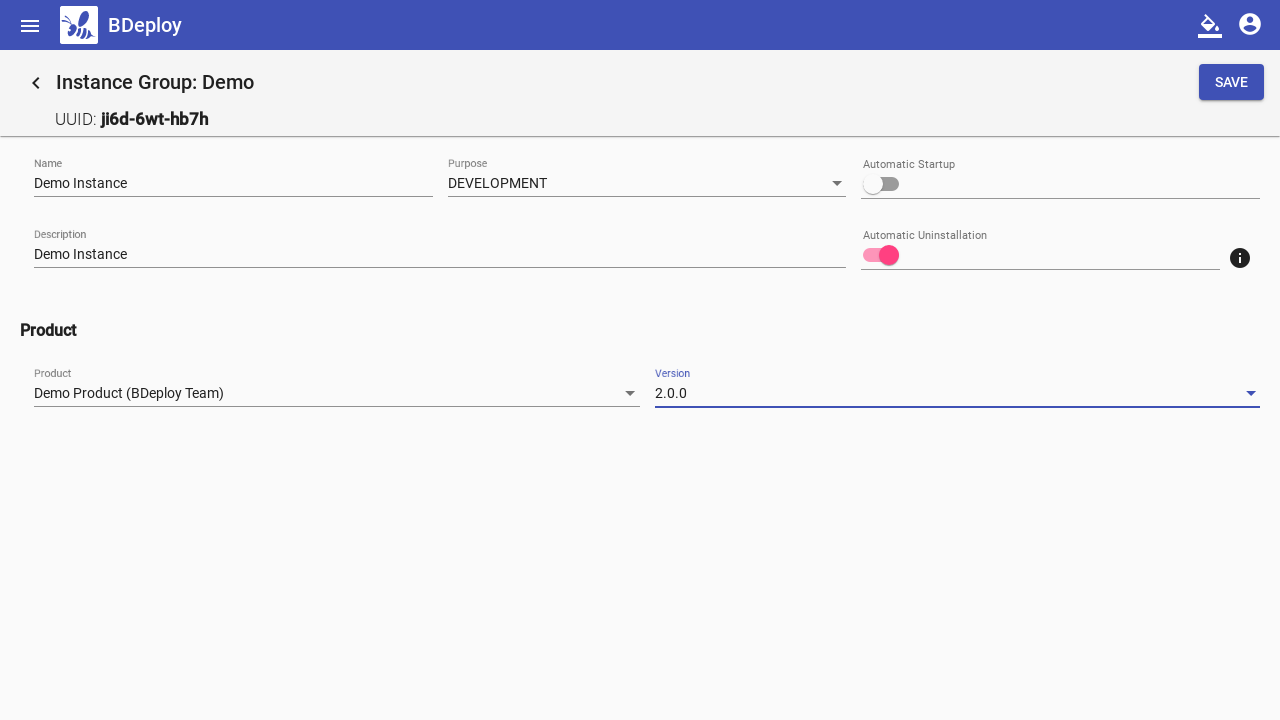 BDeploy
Instance Group: Demo
SAVE
UUID: ji6d-6wt-hb7h
Name
Demo Instance
Purpose
DEVELOPMENT
Automatic Startup
Description
Demo Instance
Automatic Uninstallation
Product
Product
Demo Product (BDeploy Team)
Version
2.0.0